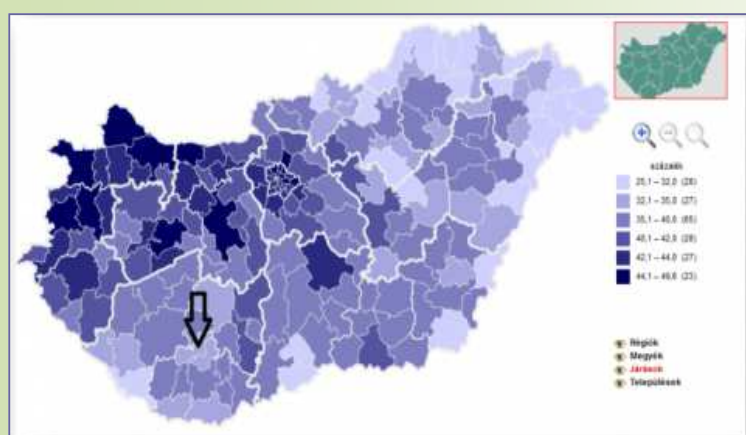 százalék
25,1 – 32,0 (28)
32,1 – 35,0 (27)
35,1 – 40,0 (65)
40,1 – 42,0 (28)
42,1 – 44,0 (27)
44,1 – 49,6 (23)
Régiók
Megyék
Járások
Települések